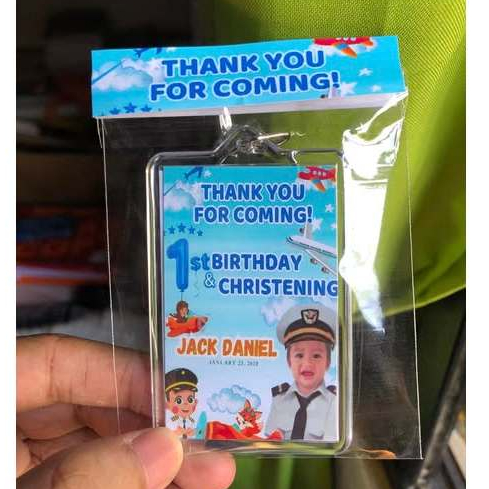 THANK YOU
FOR COMING!
THANK YOU
FOR COMING!
1st BIRTHDAY
& CHRISTENING
JACK DANIEL